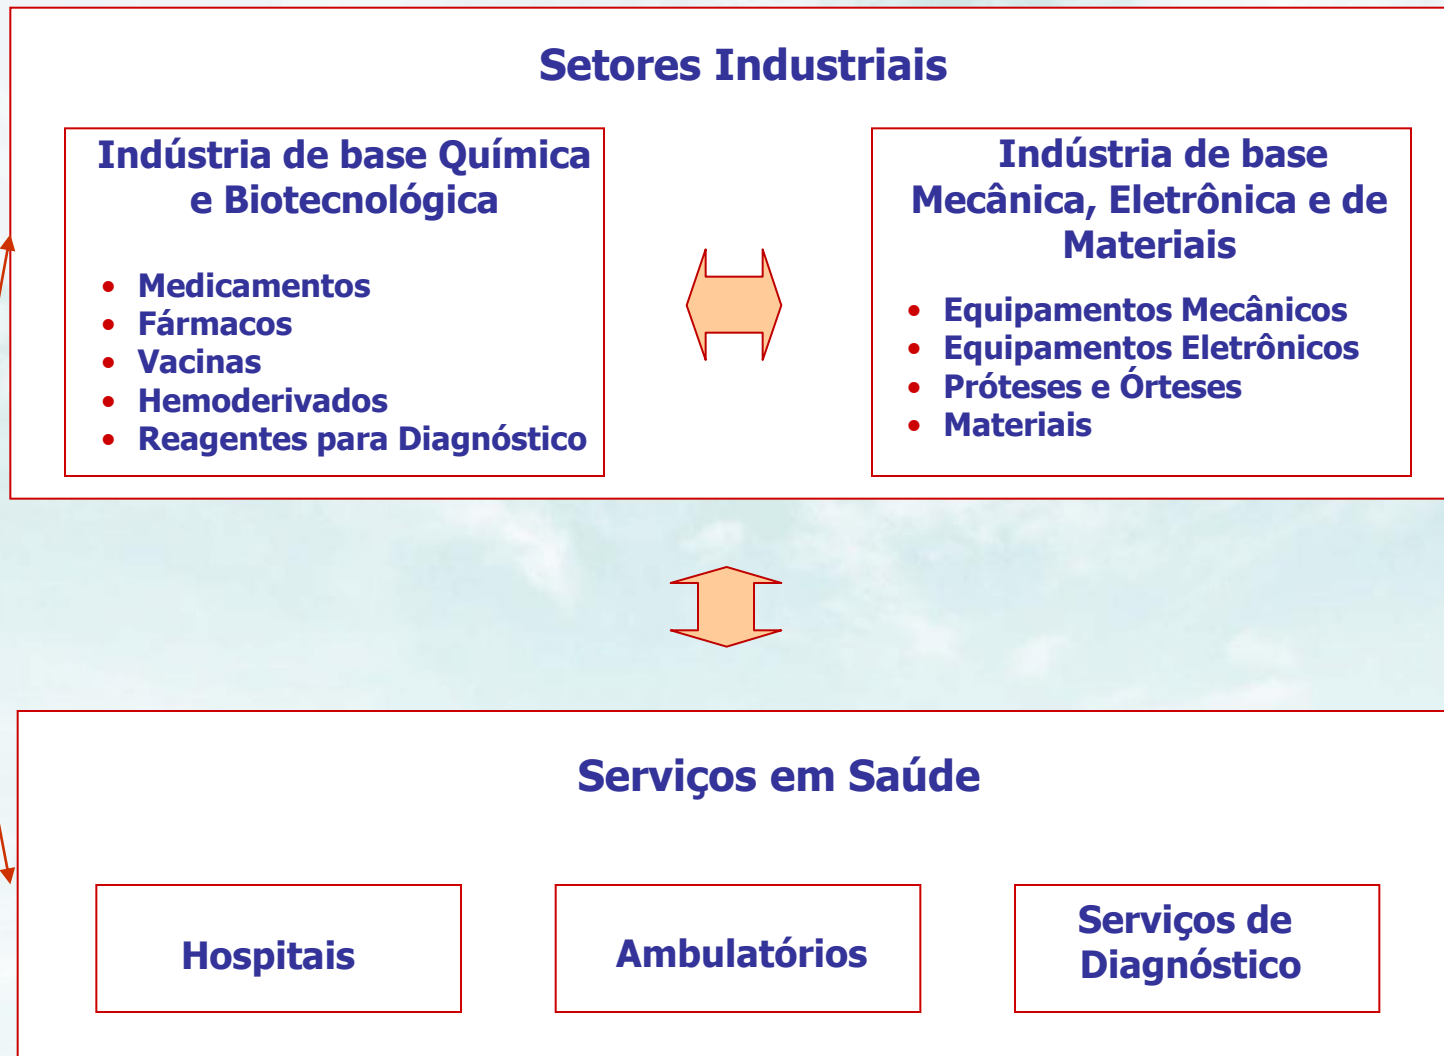 Setores Industriais
Indústria de base Química
e Biotecnológica
• Medicamentos
• Fármacos
• Vacinas
• Hemoderivados
• Reagentes para Diagnóstico
Indústria de base
Mecânica, Eletrônica e de
Materiais
• Equipamentos Mecânicos
• Equipamentos Eletrônicos
• Próteses e Órteses
• Materiais
Serviços em Saúde
Hospitais
Ambulatórios
Serviços de
Diagnóstico